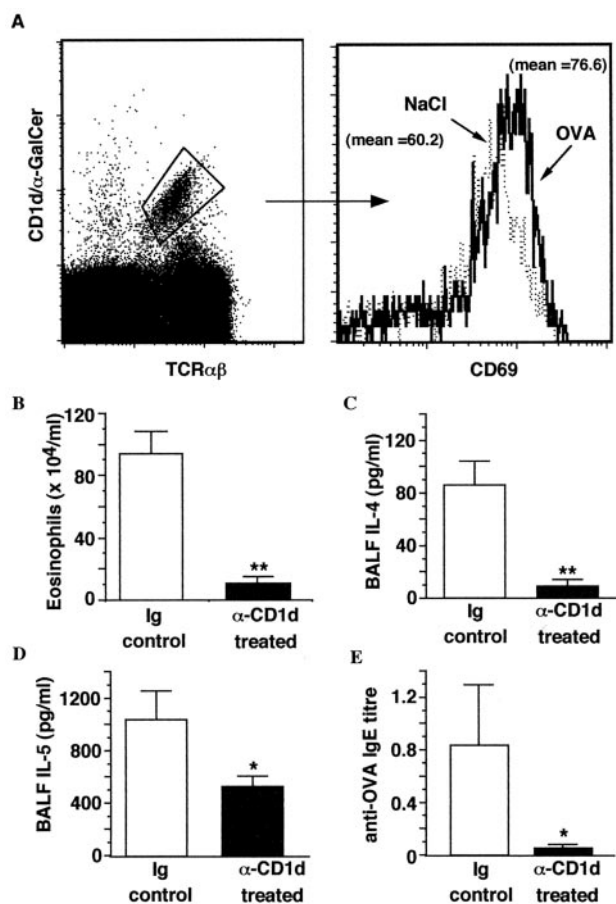 A
CD1d/α-GalCer
TCRαβ
(mean =76.6)
NaCl
(mean =60.2)
OVA
CD69
B
Eosinophils (x 10⁴/ml)
120
80
40
0
**
Ig
control
α-CD1d
treated
C
BALF IL-4 (pg/ml)
120
80
40
0
**
Ig
control
α-CD1d
treated
D
BALF IL-5 (pg/ml)
1200
800
400
0
*
Ig
control
α-CD1d
treated
E
anti-OVA IgE titre
1.2
0.8
0.4
0
*
Ig
control
α-CD1d
treated